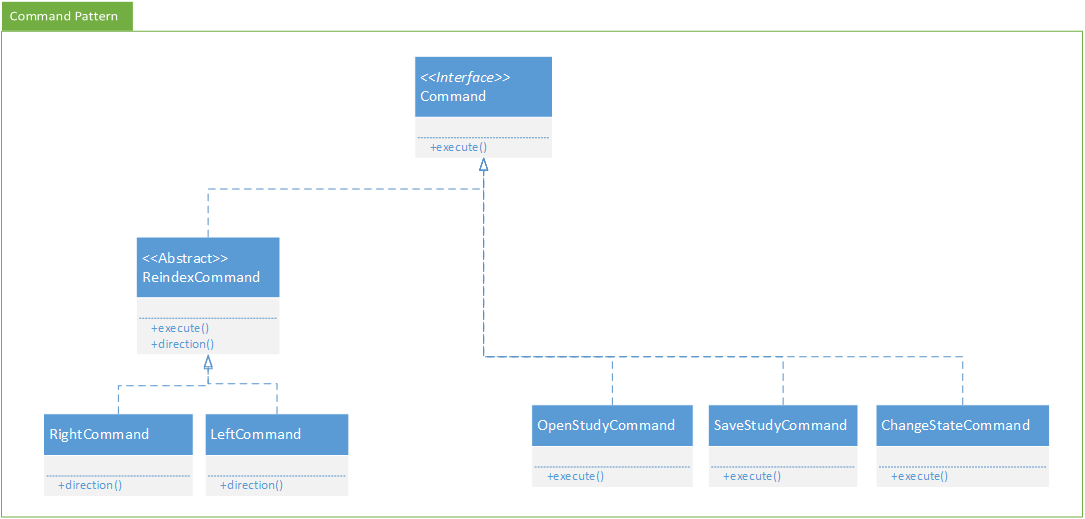 Command Pattern
<<Interface>>
Command
+execute()
<<Abstract>>
ReindexCommand
+execute()
+direction()
RightCommand
+direction()
LeftCommand
+direction()
OpenStudyCommand
+execute()
SaveStudyCommand
+execute()
ChangeStateCommand
+execute()